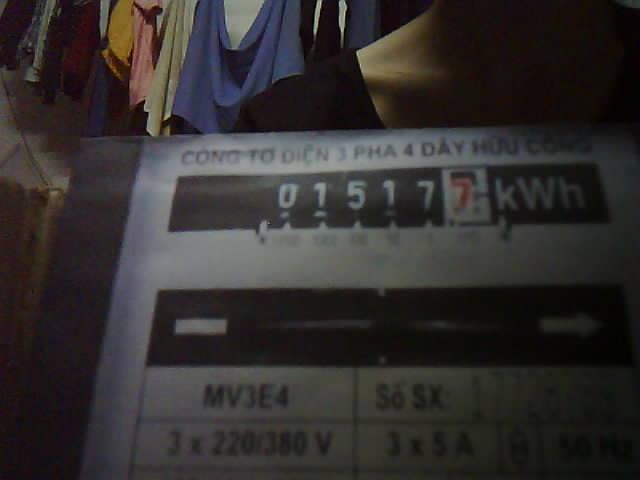 CÔNG TƠ ĐIỆN 3 PHA 4 DÂY HỮU CÔNG
015177 kWh
MV3E4 Số SX:
3 x 220/380 V 3 x 5 A 50 Hz